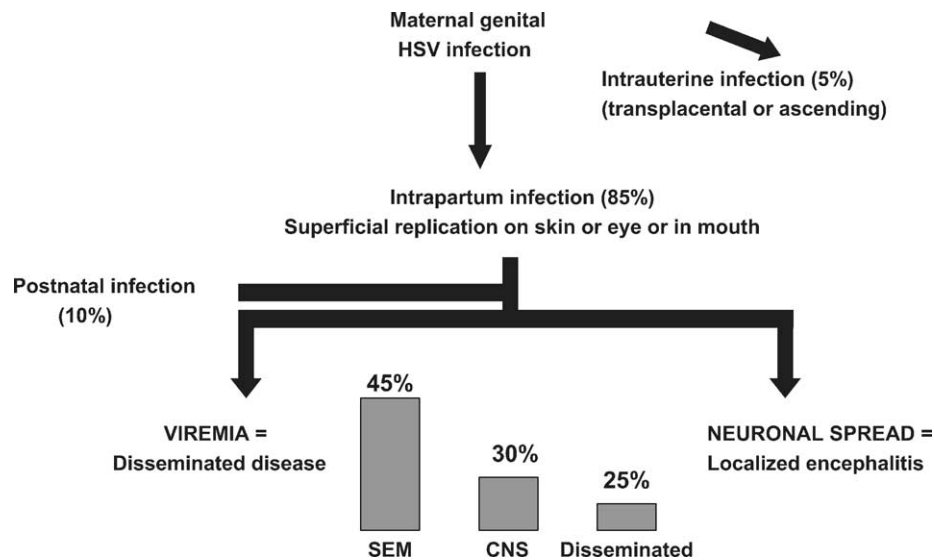 Maternal genital
HSV infection
Intrauterine infection (5%)
(transplacental or ascending)
Intrapartum infection (85%)
Superficial replication on skin or eye or in mouth
Postnatal infection
(10%)
VIREMIA =
Disseminated disease
45%
30%
25%
SEM
CNS
Disseminated
NEURONAL SPREAD =
Localized encephalitis